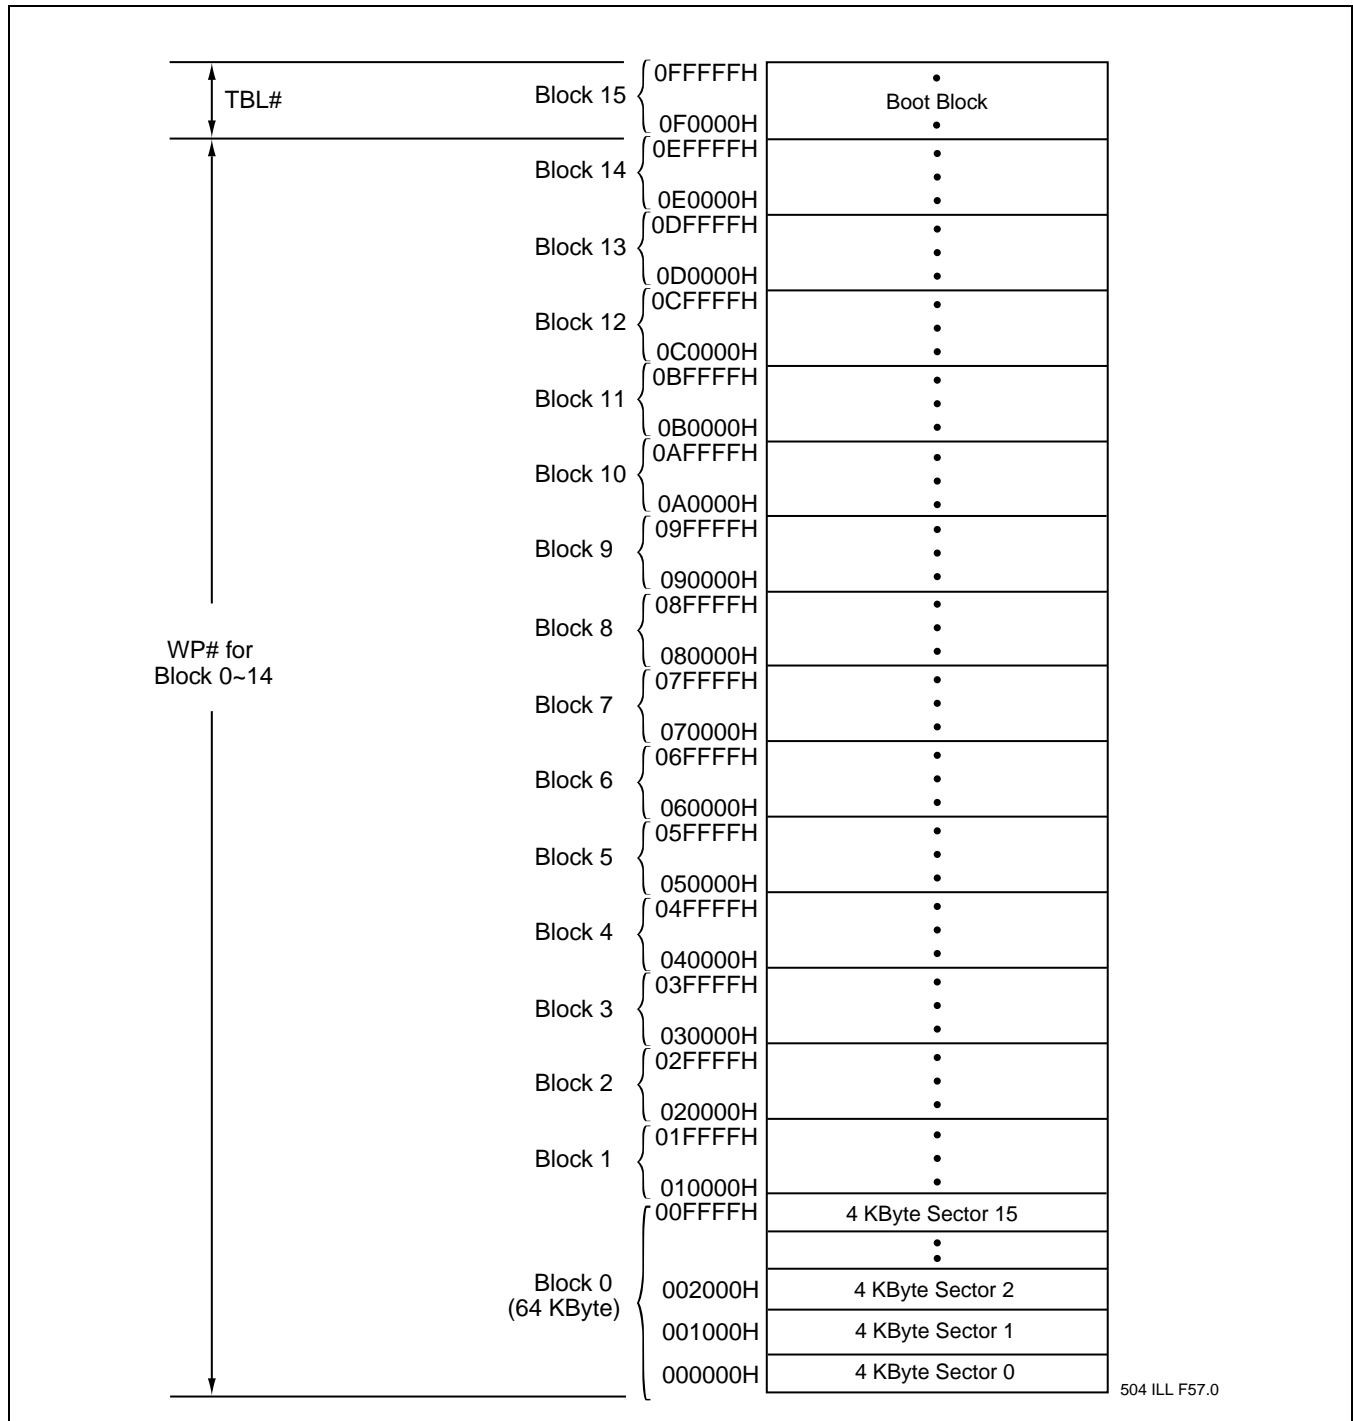 TBL#
Block 15
0FFFFFH
0F0000H
Boot Block
Block 14
0EFFFFH
0E0000H
Block 13
0DFFFFH
0D0000H
Block 12
0CFFFFH
0C0000H
Block 11
0BFFFFH
0B0000H
Block 10
0AFFFFH
0A0000H
Block 9
09FFFFH
090000H
Block 8
08FFFFH
080000H
WP# for
Block 0~14
Block 7
07FFFFH
070000H
Block 6
06FFFFH
060000H
Block 5
05FFFFH
050000H
Block 4
04FFFFH
040000H
Block 3
03FFFFH
030000H
Block 2
02FFFFH
020000H
Block 1
01FFFFH
010000H
00FFFFH
4 KByte Sector 15
Block 0
(64 KByte)
002000H
4 KByte Sector 2
001000H
4 KByte Sector 1
000000H
4 KByte Sector 0
504 ILL F57.0